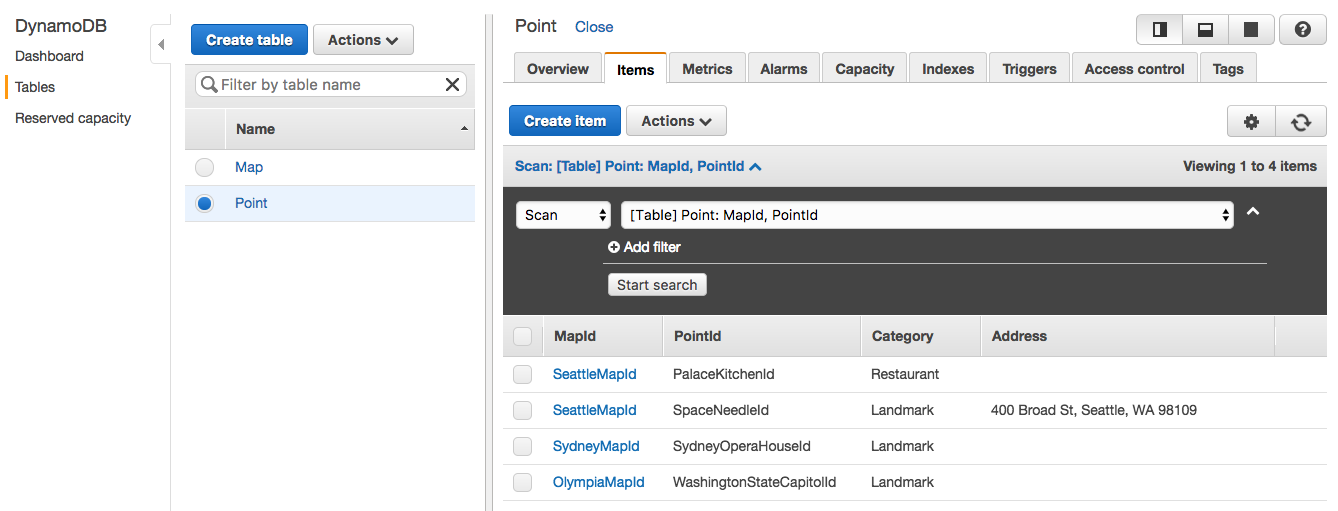 DynamoDB
Dashboard
Tables
Reserved capacity
Create table
Actions
Filter by table name
Name
Map
Point
Point Close
Overview Items Metrics Alarms Capacity Indexes Triggers Access control Tags
Create item Actions
Scan: [Table] Point: MapId, PointId Viewing 1 to 4 items
Scan [Table] Point: MapId, PointId
Add filter
Start search
MapId PointId Category Address
SeattleMapId PalaceKitchenId Restaurant
SeattleMapId SpaceNeedleId Landmark 400 Broad St, Seattle, WA 98109
SydneyMapId SydneyOperaHouseId Landmark
OlympiaMapId WashingtonStateCapitolId Landmark